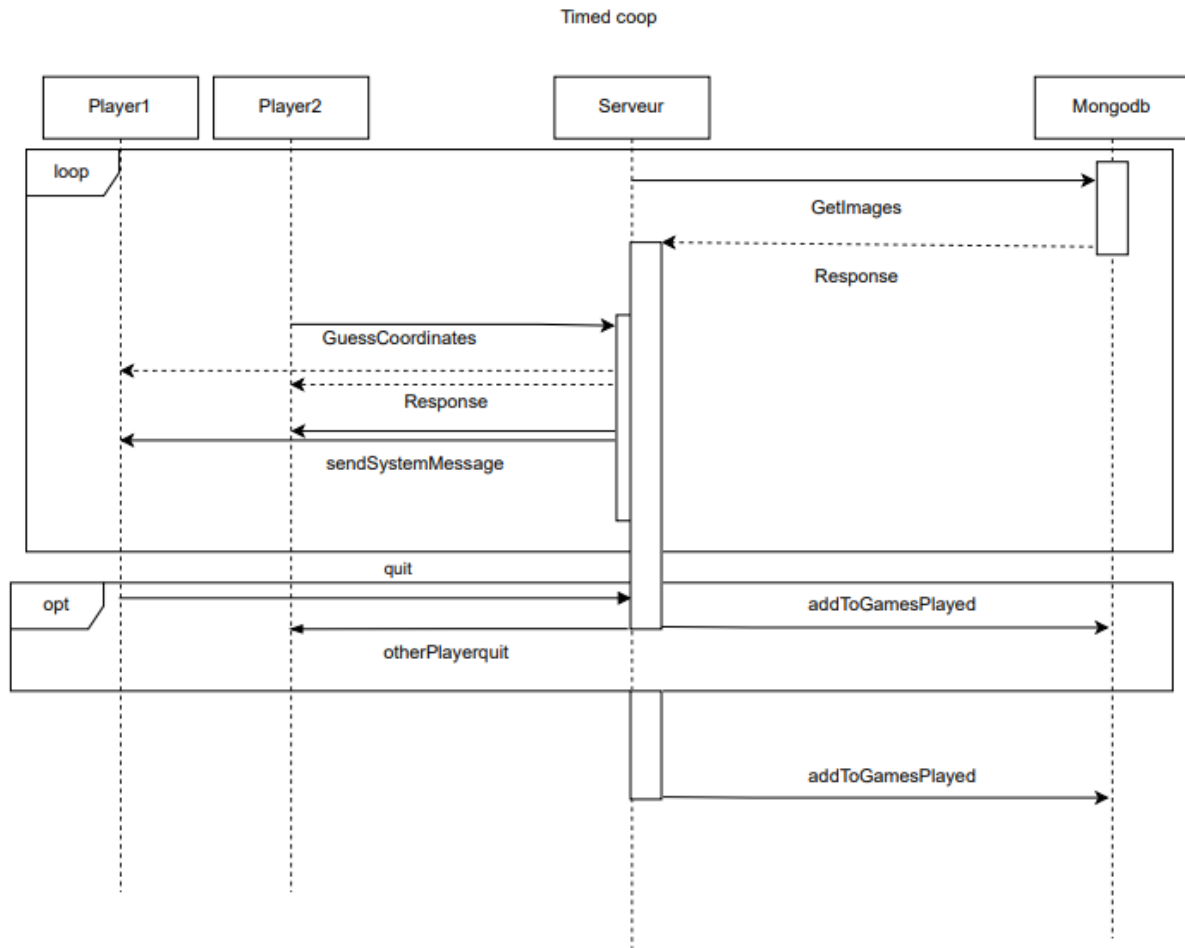 Timed coop
Player1
Player2
Serveur
Mongodb
loop
GetImages
Response
GuessCoordinates
Response
sendSystemMessage
quit
opt
addToGamesPlayed
otherPlayerquit
addToGamesPlayed